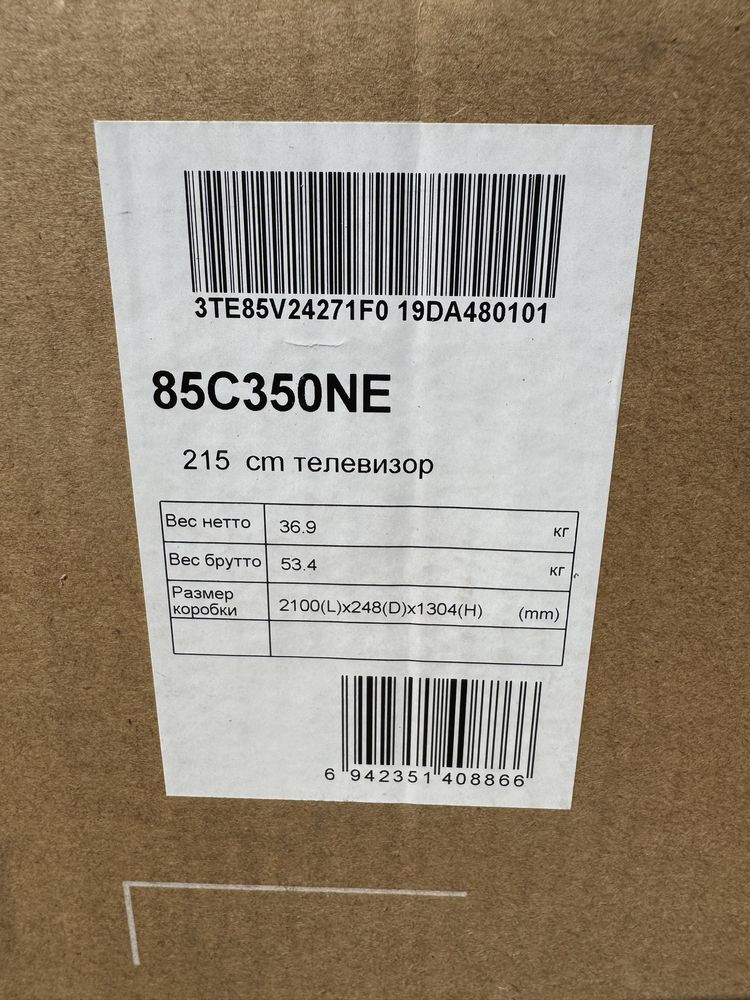 3TE85V24271F0 19DA480101
85C350NE
215 cm телевизор
Вес нетто 36.9 кг
Вес брутто 53.4 кг
Размер
коробки 2100(L)x248(D)x1304(H) (mm)
6 942351 408866